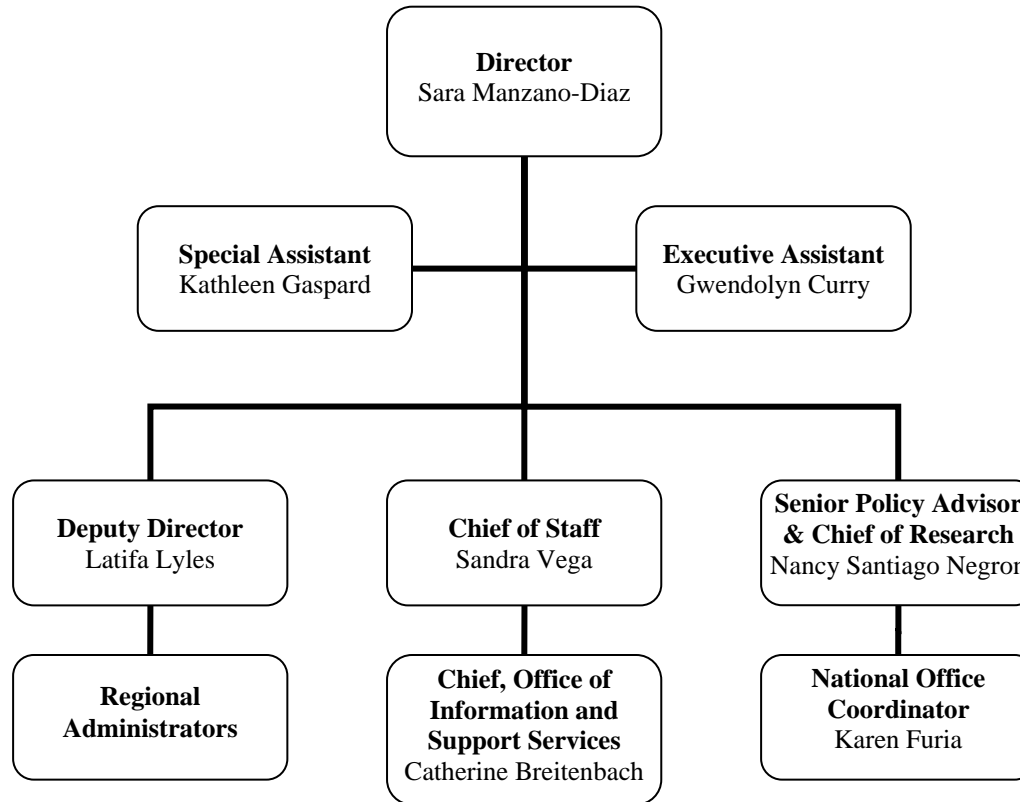 Director
Sara Manzano-Diaz
Special Assistant
Kathleen Gaspard
Executive Assistant
Gwendolyn Curry
Deputy Director
Latifa Lyles
Chief of Staff
Sandra Vega
Senior Policy Advisor
& Chief of Research
Nancy Santiago Negron
Regional
Administrators
Chief, Office of
Information and
Support Services
Catherine Breitenbach
National Office
Coordinator
Karen Furia